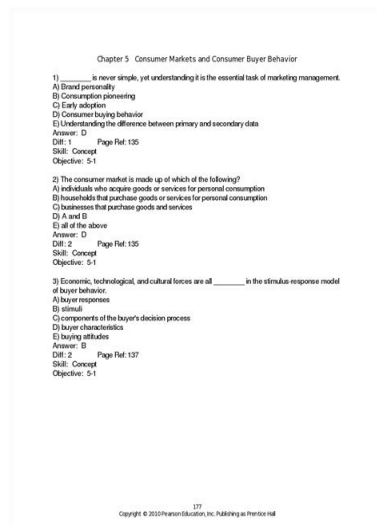 Chapter 5 Consumer Markets and Consumer Buyer Behavior
1) ________ is never simple, yet understanding it is the essential task of marketing management.
A) Brand personality
B) Consumption pioneering
C) Early adoption
D) Consumer buying behavior
E) Understanding the difference between primary and secondary data
Answer: D
Diff: 1 Page Ref: 135
Skill: Concept
Objective: 5-1
2) The consumer market is made up of which of the following?
A) individuals who acquire goods or services for personal consumption
B) households that purchase goods or services for personal consumption
C) businesses that purchase goods and services
D) A and B
E) all of the above
Answer: D
Diff: 2 Page Ref: 135
Skill: Concept
Objective: 5-1
3) Economic, technological, and cultural forces are all ________ in the stimulus-response model
of buyer behavior.
A) buyer responses
B) stimuli
C) components of the buyer's decision process
D) buyer characteristics
E) buying attitudes
Answer: B
Diff: 2 Page Ref: 137
Skill: Concept
Objective: 5-1
177
Copyright © 2010 Pearson Education, Inc. Publishing as Prentice Hall